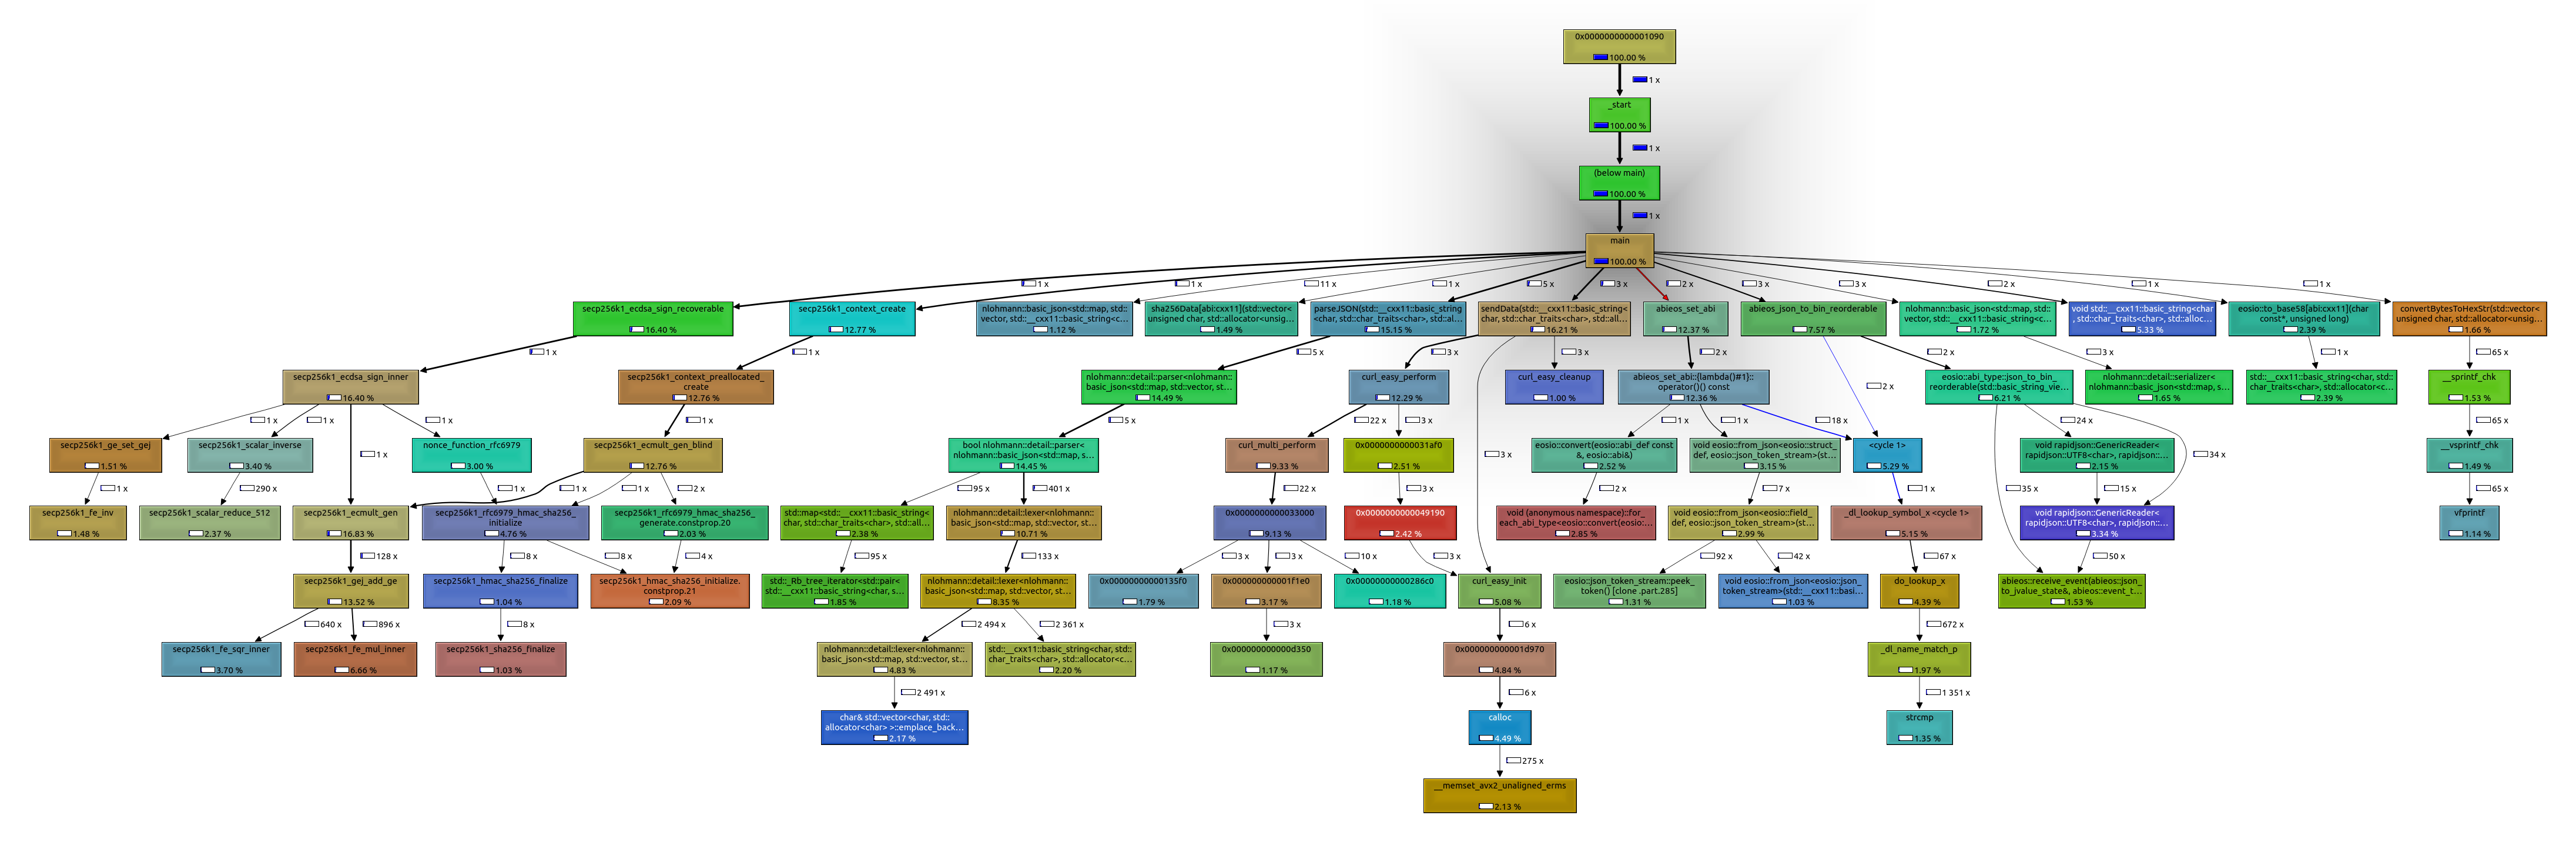 0x0000000000001090
100.00 %
1 x
_start
100.00 %
1 x
(below main)
100.00 %
1 x
main
100.00 %
1 x
1 x
11 x
1 x
5 x
3 x
2 x
3 x
3 x
2 x
1 x
1 x
secp256k1_ecdsa_sign_recoverable
16.40 %
secp256k1_context_create
12.77 %
nlohmann::basic_json<std::map, std::
vector, std::__cxx11::basic_string<c...
1.12 %
sha256Data[abi:cxx11](std::vector<
unsigned char, std::allocator<unsig...
1.49 %
parseJSON(std::__cxx11::basic_string
<char, std::char_traits<char>, std::al...
15.15 %
sendData(std::__cxx11::basic_string<
char, std::char_traits<char>, std::all...
16.21 %
abieos_set_abi
12.37 %
abieos_json_to_bin_reorderable
7.57 %
nlohmann::basic_json<std::map, std::
vector, std::__cxx11::basic_string<c...
1.72 %
void std::__cxx11::basic_string<char
, std::char_traits<char>, std::alloc...
5.33 %
eosio::to_base58[abi:cxx11](char
const*, unsigned long)
2.39 %
convertBytesToHexStr(std::vector<
unsigned char, std::allocator<unsig...
1.66 %
1 x
1 x
5 x
3 x
3 x
2 x
2 x
2 x
3 x
1 x
65 x
secp256k1_ecdsa_sign_inner
16.40 %
secp256k1_context_preallocated_
create
12.76 %
nlohmann::detail::parser<nlohmann::
basic_json<std::map, std::vector, st...
14.49 %
curl_easy_perform
12.29 %
curl_easy_cleanup
1.00 %
abieos_set_abi::{lambda()#1}::
operator()() const
12.36 %
eosio::abi_type::json_to_bin_
reorderable(std::basic_string_vie...
6.21 %
nlohmann::detail::serializer<
nlohmann::basic_json<std::map, s...
1.65 %
std::__cxx11::basic_string<char, std::
char_traits<char>, std::allocator<c...
2.39 %
__sprintf_chk
1.53 %
1 x
1 x
1 x
1 x
1 x
5 x
22 x
3 x
3 x
1 x
1 x
18 x
24 x
34 x
65 x
secp256k1_ge_set_gej
1.51 %
secp256k1_scalar_inverse
3.40 %
nonce_function_rfc6979
3.00 %
secp256k1_ecmult_gen_blind
12.76 %
bool nlohmann::detail::parser<
nlohmann::basic_json<std::map, s...
14.45 %
curl_multi_perform
9.33 %
0x0000000000031af0
2.51 %
eosio::convert(eosio::abi_def const
&, eosio::abi&)
2.52 %
void eosio::from_json<eosio::struct_
def, eosio::json_token_stream>(st...
3.15 %
<cycle 1>
5.29 %
void rapidjson::GenericReader<
rapidjson::UTF8<char>, rapidjson::...
2.15 %
__vsprintf_chk
1.49 %
1 x
290 x
1 x
1 x
1 x
2 x
95 x
401 x
22 x
3 x
2 x
7 x
1 x
35 x
15 x
65 x
secp256k1_fe_inv
1.48 %
secp256k1_scalar_reduce_512
2.37 %
secp256k1_ecmult_gen
16.83 %
secp256k1_rfc6979_hmac_sha256_
initialize
4.76 %
secp256k1_rfc6979_hmac_sha256_
generate.constprop.20
2.03 %
std::map<std::__cxx11::basic_string<
char, std::char_traits<char>, std::all...
2.38 %
nlohmann::detail::lexer<nlohmann::
basic_json<std::map, std::vector, st...
10.71 %
0x0000000000033000
9.13 %
0x0000000000049190
2.42 %
void (anonymous namespace)::for_
each_abi_type<eosio::convert(eosio:...
2.85 %
void eosio::from_json<eosio::field_
def, eosio::json_token_stream>(st...
2.99 %
_dl_lookup_symbol_x <cycle 1>
5.15 %
void rapidjson::GenericReader<
rapidjson::UTF8<char>, rapidjson::...
3.34 %
vfprintf
1.14 %
128 x
8 x
8 x
4 x
95 x
133 x
3 x
3 x
10 x
3 x
92 x
42 x
67 x
50 x
secp256k1_gej_add_ge
13.52 %
secp256k1_hmac_sha256_finalize
1.04 %
secp256k1_hmac_sha256_initialize.
constprop.21
2.09 %
std::_Rb_tree_iterator<std::pair<
std::__cxx11::basic_string<char, s...
1.85 %
nlohmann::detail::lexer<nlohmann::
basic_json<std::map, std::vector, st...
8.35 %
0x00000000000135f0
1.79 %
0x000000000001f1e0
3.17 %
0x00000000000286c0
1.18 %
curl_easy_init
5.08 %
eosio::json_token_stream::peek_
token() [clone .part.285]
1.31 %
void eosio::from_json<eosio::json_
token_stream>(std::__cxx11::basi...
1.03 %
do_lookup_x
4.39 %
abieos::receive_event(abieos::json_
to_jvalue_state&, abieos::event_t...
1.53 %
640 x
896 x
8 x
2 494 x
2 361 x
3 x
6 x
672 x
secp256k1_fe_sqr_inner
3.70 %
secp256k1_fe_mul_inner
6.66 %
secp256k1_sha256_finalize
1.03 %
nlohmann::detail::lexer<nlohmann::
basic_json<std::map, std::vector, st...
4.83 %
std::__cxx11::basic_string<char, std::
char_traits<char>, std::allocator<c...
2.20 %
0x000000000000d350
1.17 %
0x000000000001d970
4.84 %
_dl_name_match_p
1.97 %
2 491 x
6 x
1 351 x
char& std::vector<char, std::
allocator<char> >::emplace_back...
2.17 %
calloc
4.49 %
strcmp
1.35 %
275 x
__memset_avx2_unaligned_erms
2.13 %